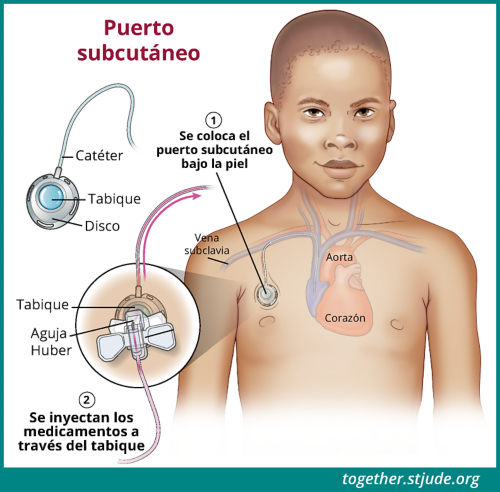 Puerto
subcutáneo
Catéter
Tabique
Disco
1
Se coloca el
puerto subcutáneo
bajo la piel
Vena
subclavia
Aorta
Corazón
Tabique
Aguja
Huber
2
Se inyectan los
medicamentos a
través del tabique
together.stjude.org